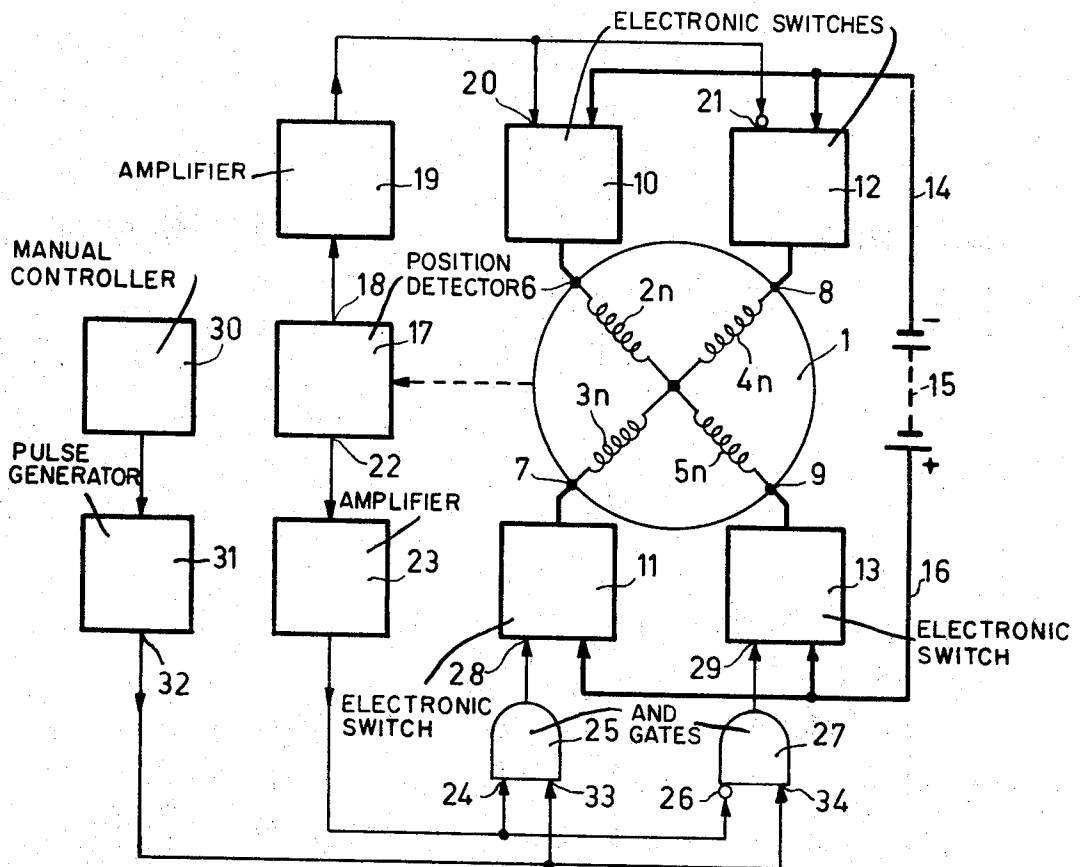 ELECTRONIC SWITCHES
20
21
AMPLIFIER
19
10
12
14
MANUAL
CONTROLLER
18
POSITION
DETECTOR
6
8
2n
30
17
1
4n
-
15
3n
5n
+
PULSE
GENERATOR
22
7
9
AMPLIFIER
31
23
11
13
16
32
28
29
ELECTRONIC
SWITCH
ELECTRONIC
SWITCH
AND
GATES
25
27
24
33
26
34